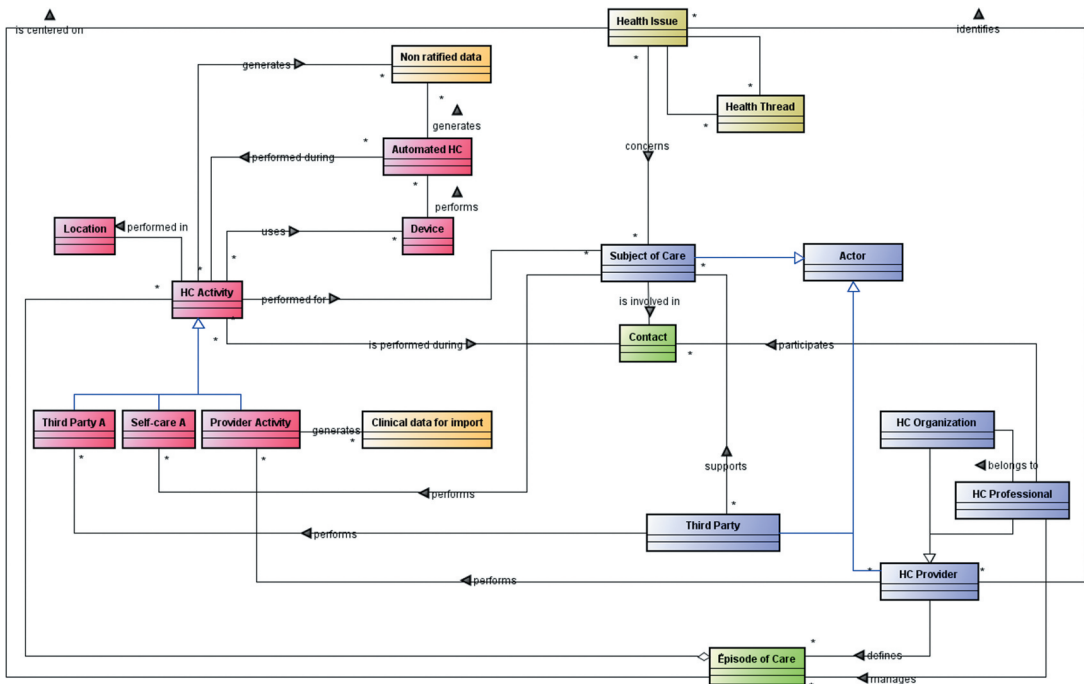 Health Issue
*
is centered on
identifies
Non ratified data
generates
*
*
*
*
Health Thread
*
generates
*
Automated HC
concerns
performed during
*
performs
Location
performed in
uses
*
Device
*
*
*
Subject of Care
*
Actor
*
*
HC Activity
performed for
is involved in
*
Contact
*
is performed during
participates
*
Third Party A
Self-care A
Provider Activity
generates
*
Clinical data for import
HC Organization
*
*
*
belongs to
supports
performs
HC Professional
*
Third Party
performs
*
HC Provider
*
performs
*
Episode of Care
defines
manages
*